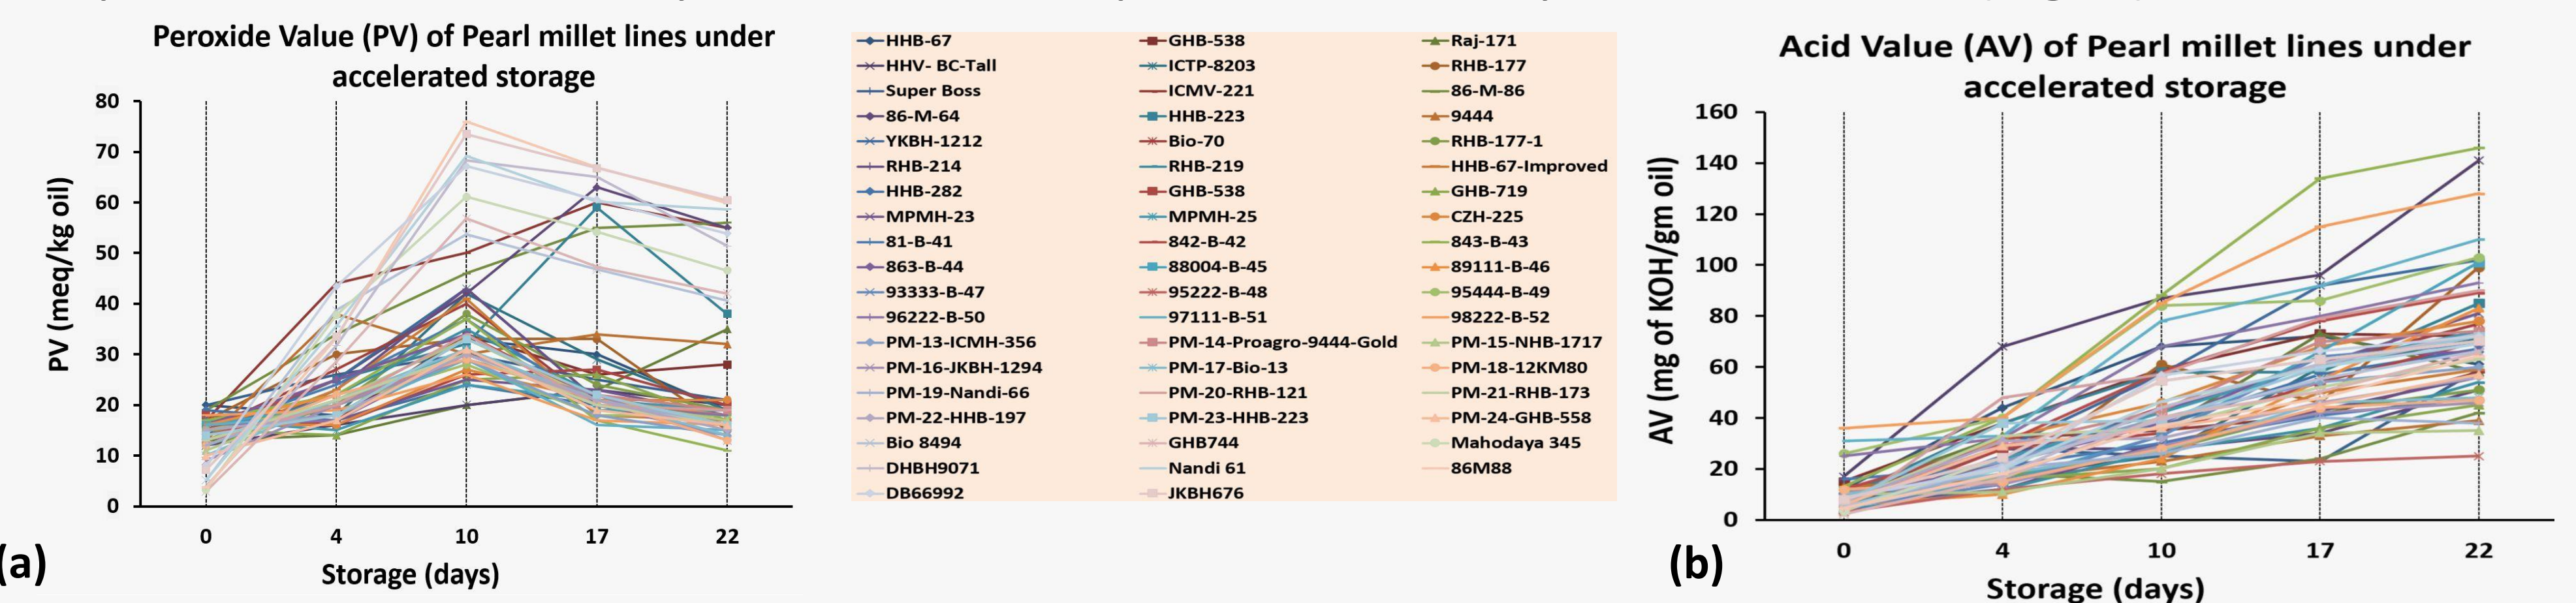 Peroxide Value (PV) of Pearl millet lines under
accelerated storage
PV (meq/kg oil)
80
70
60
50
40
30
20
10
0
0 4 10 17 22
Storage (days)
(a)
HHB-67 GHB-538 Raj-171
HHV- BC-Tall ICTP-8203 RHB-177
Super Boss ICMV-221 86-M-86
86-M-64 HHB-223 9444
YKBH-1212 Bio-70 RHB-177-1
RHB-214 RHB-219 HHB-67-Improved
HHB-282 GHB-538 GHB-719
MPMH-23 MPMH-25 CZH-225
81-B-41 842-B-42 843-B-43
863-B-44 88004-B-45 89111-B-46
93333-B-47 95222-B-48 95444-B-49
96222-B-50 97111-B-51 98222-B-52
PM-13-ICMH-356 PM-14-Proagro-9444-Gold PM-15-NHB-1717
PM-16-JKBH-1294 PM-17-Bio-13 PM-18-12KM80
PM-19-Nandi-66 PM-20-RHB-121 PM-21-RHB-173
PM-22-HHB-197 PM-23-HHB-223 PM-24-GHB-558
Bio 8494 GHB744 Mahodaya 345
DHBH9071 Nandi 61 86M88
DB66992 JKBH676
Acid Value (AV) of Pearl millet lines under
accelerated storage
AV (mg of KOH/gm oil)
160
140
120
100
80
60
40
20
0
0 4 10 17 22
Storage (days)
(b)